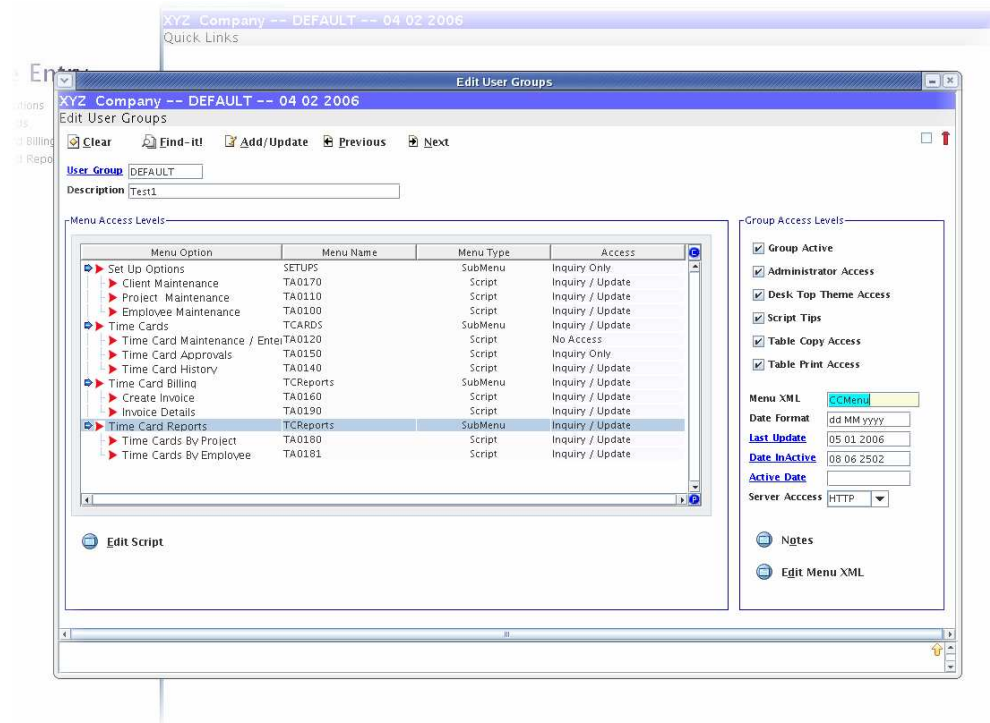 XYZ Company -- DEFAULT -- 04 02 2006
Quick Links
Edit User Groups
XYZ Company -- DEFAULT -- 04 02 2006
Edit User Groups
Clear Find-it! Add/Update Previous Next
User Group DEFAULT
Description Test1
Menu Access Levels
Menu Option Menu Name Menu Type Access
Set Up Options SETUPS SubMenu Inquiry Only
Client Maintenance TA0170 Script Inquiry / Update
Project Maintenance TA0110 Script Inquiry / Update
Employee Maintenance TA0100 Script Inquiry / Update
Time Cards TCARDS SubMenu Inquiry / Update
Time Card Maintenance / Enter TA0120 Script No Access
Time Card Approvals TA0150 Script Inquiry Only
Time Card History TA0140 Script Inquiry / Update
Time Card Billing TCReports SubMenu Inquiry / Update
Create Invoice TA0160 Script Inquiry / Update
Invoice Details TA0190 Script Inquiry / Update
Time Card Reports TCReports SubMenu Inquiry / Update
Time Cards By Project TA0180 Script Inquiry / Update
Time Cards By Employee TA0181 Script Inquiry / Update
C
P
Edit Script
Group Access Levels
Group Active
Administrator Access
Desk Top Theme Access
Script Tips
Table Copy Access
Table Print Access
Menu XML CCMenu
Date Format dd MM yyyy
Last Update 05 01 2006
Date InActive 08 06 2502
Active Date
Server Acccess HTTP
Notes
Edit Menu XML